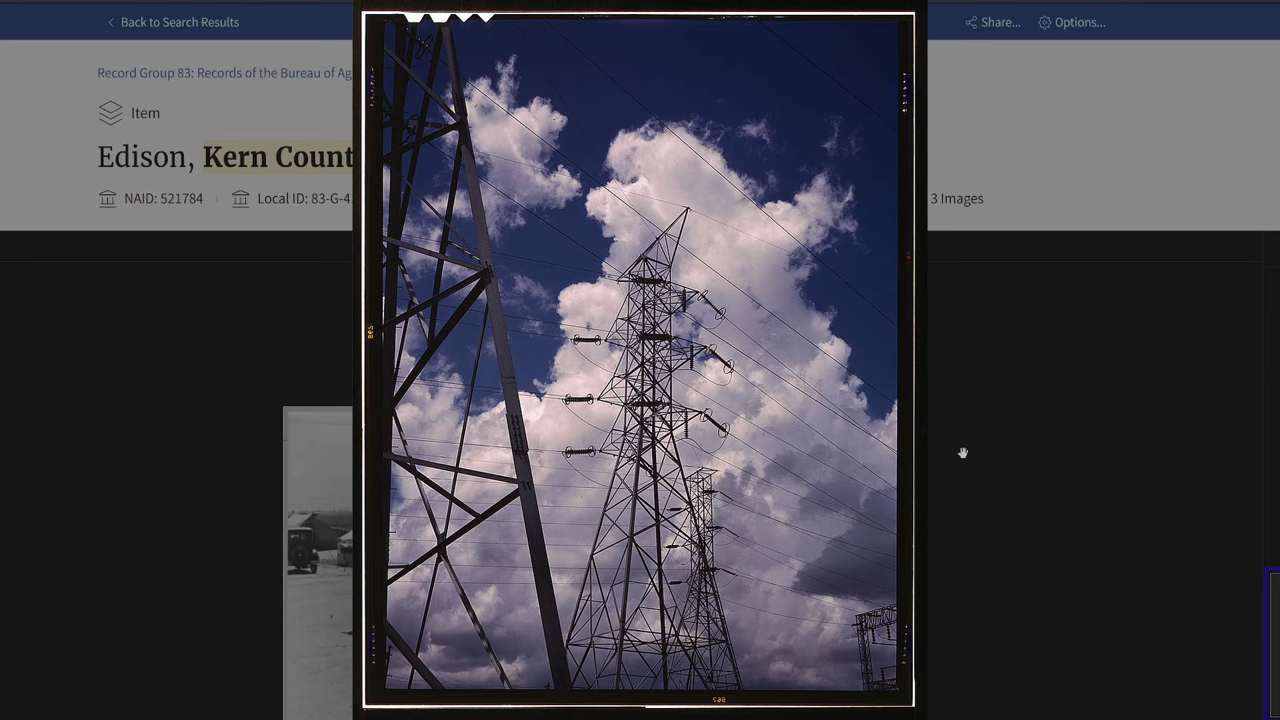 Back to Search Results
Share...
Options...
Record Group 83: Records of the Bureau of Ag
Item
Edison, Kern Count
NAID: 521784
Local ID: 83-G-4
3 Images